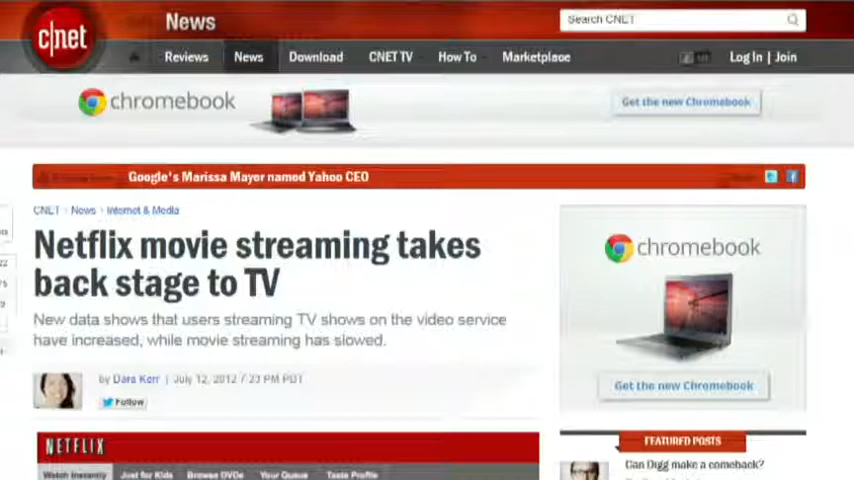 c|net
News
Search CNET
Reviews
News
Download
CNET TV
How To
Marketplace
Log In | Join
chromebook
Get the new Chromebook
Google's Marissa Mayer named Yahoo CEO
CNET › News › Internet & Media
Netflix movie streaming takes
back stage to TV
New data shows that users streaming TV shows on the video service
have increased, while movie streaming has slowed.
by Dara Kerr | July 12, 2012 7:23 PM PDT
Follow
chromebook
Get the new Chromebook
NETFLIX
Watch Instantly
Just for Kids
Browse DVDs
Your Queue
Taste Profile
FEATURED POSTS
Can Digg make a comeback?